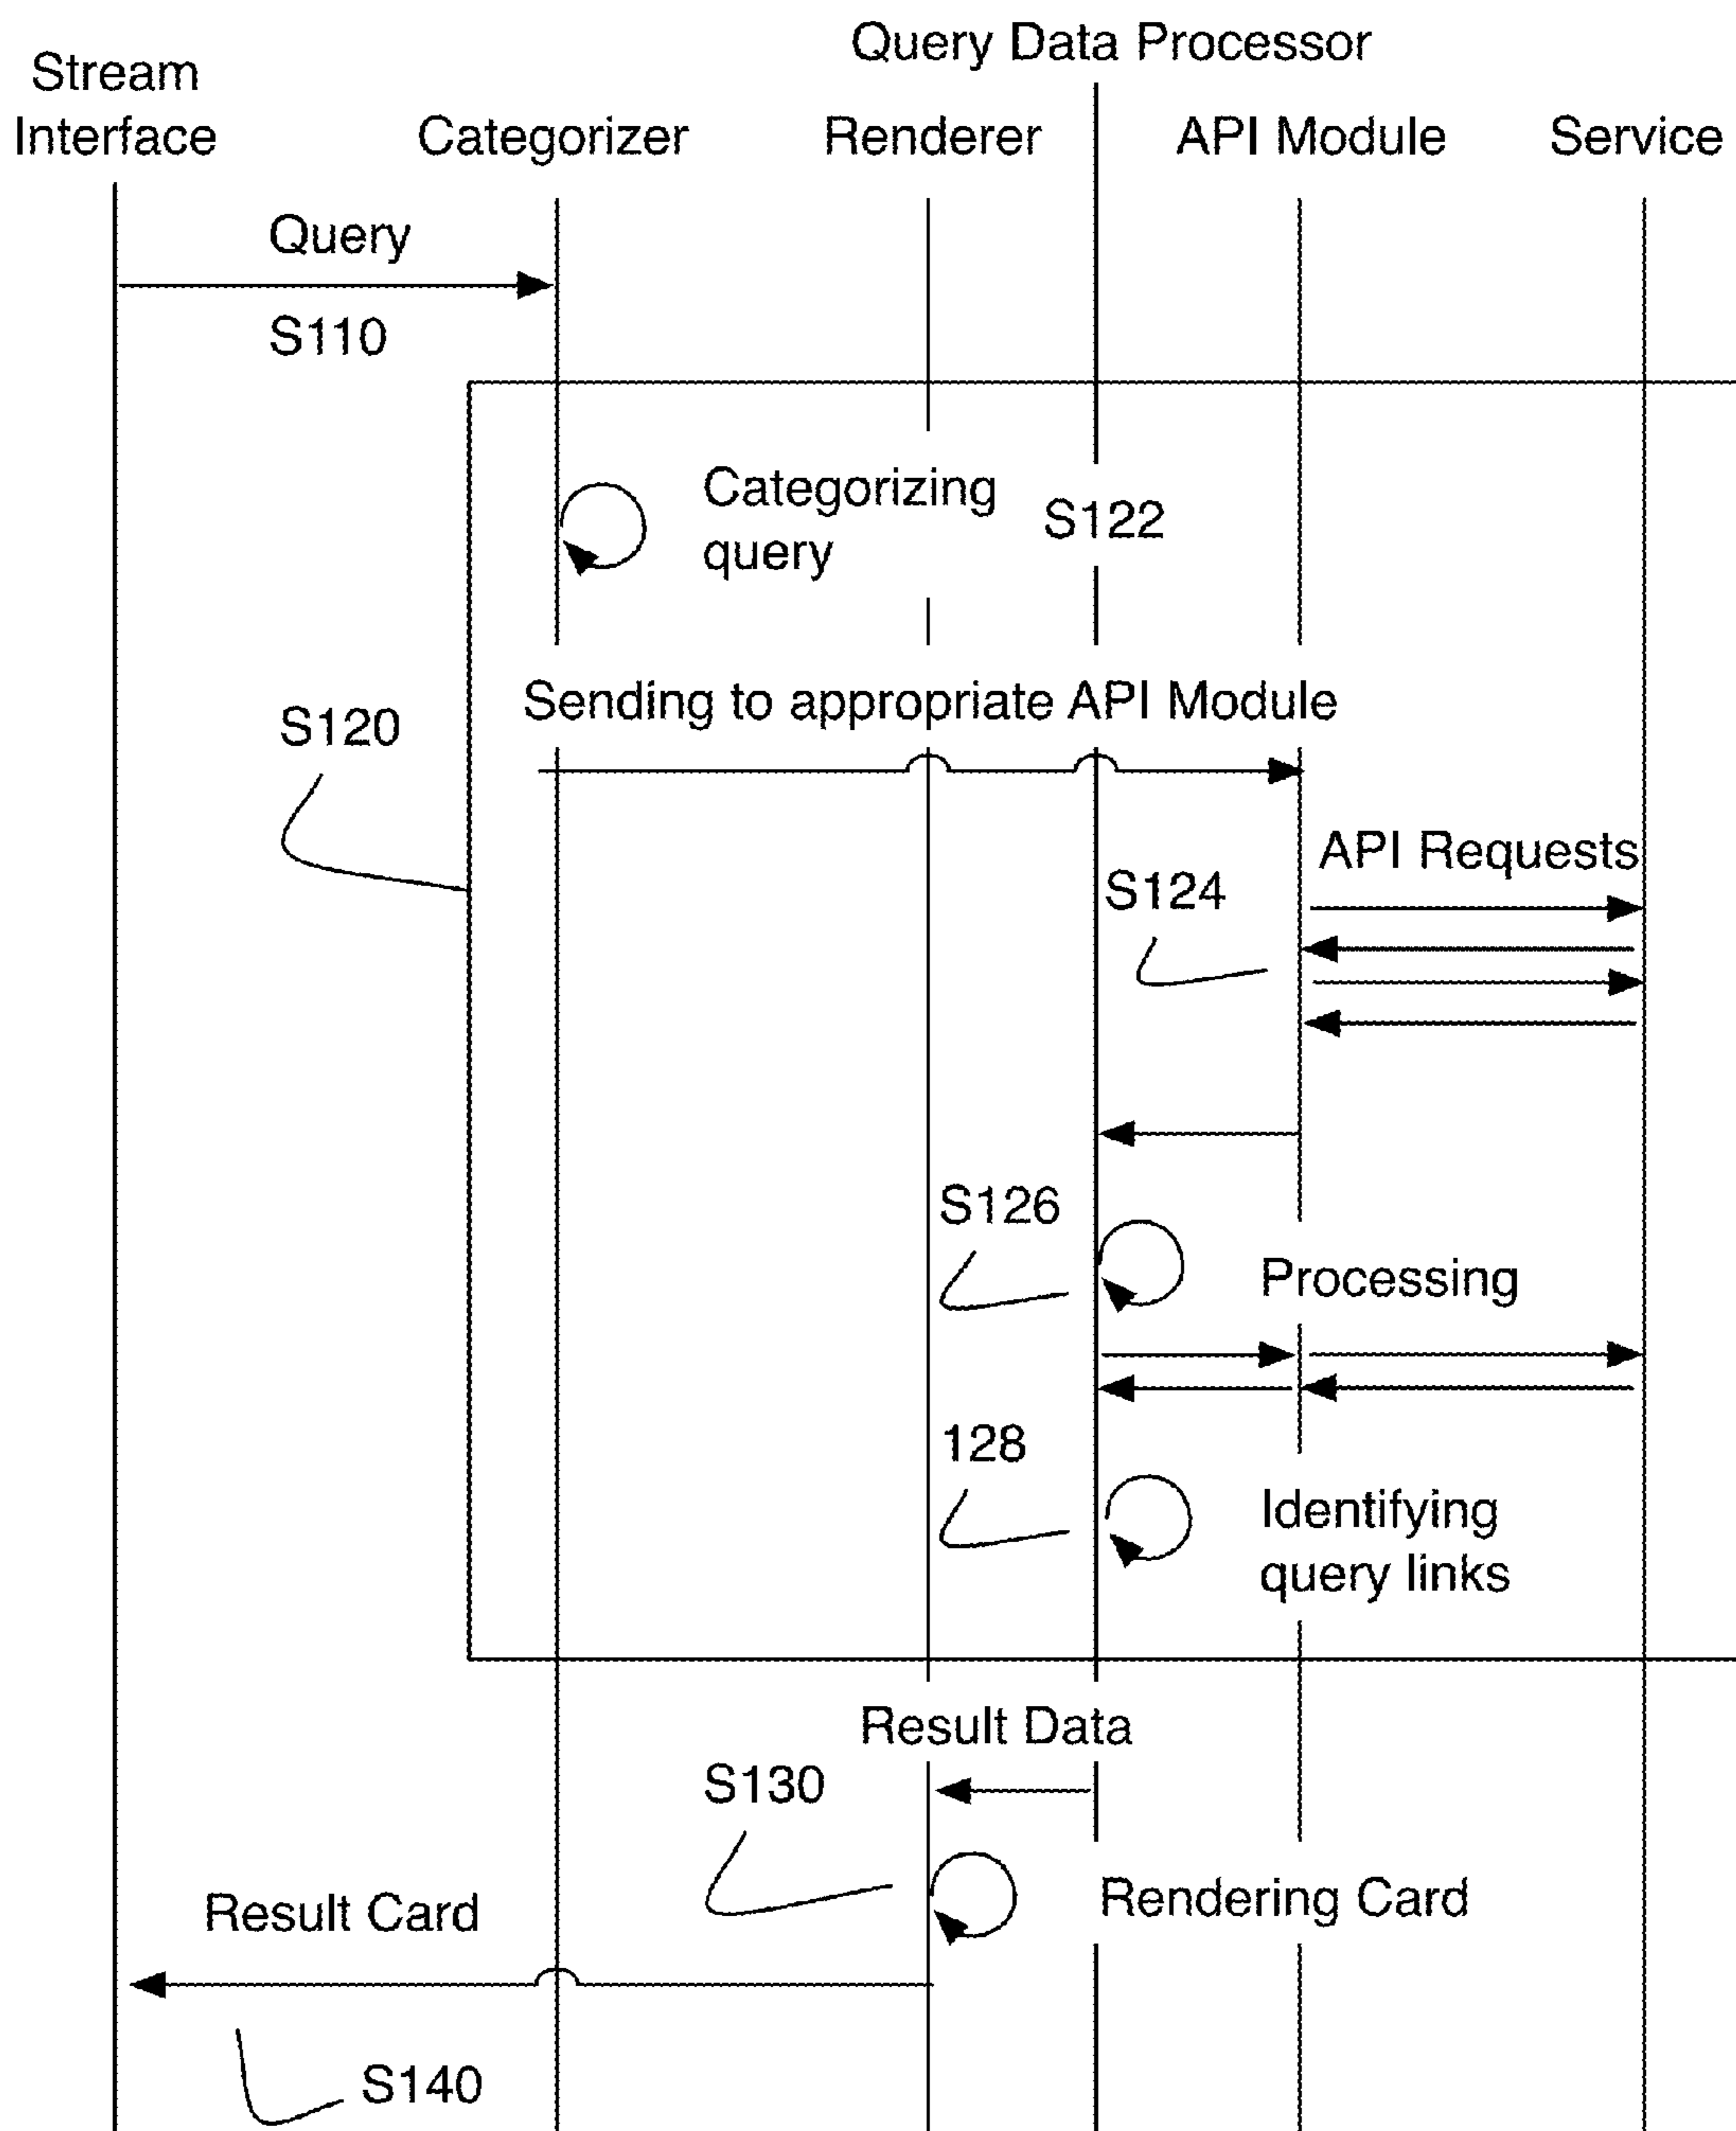 Query Data Processor
Stream
Interface
Categorizer
Renderer
API Module
Service
Query
S110
Categorizing
query
S122
Sending to appropriate API Module
S120
API Requests
S124
S126
Processing
128
Identifying
query links
Result Data
S130
Rendering Card
Result Card
S140